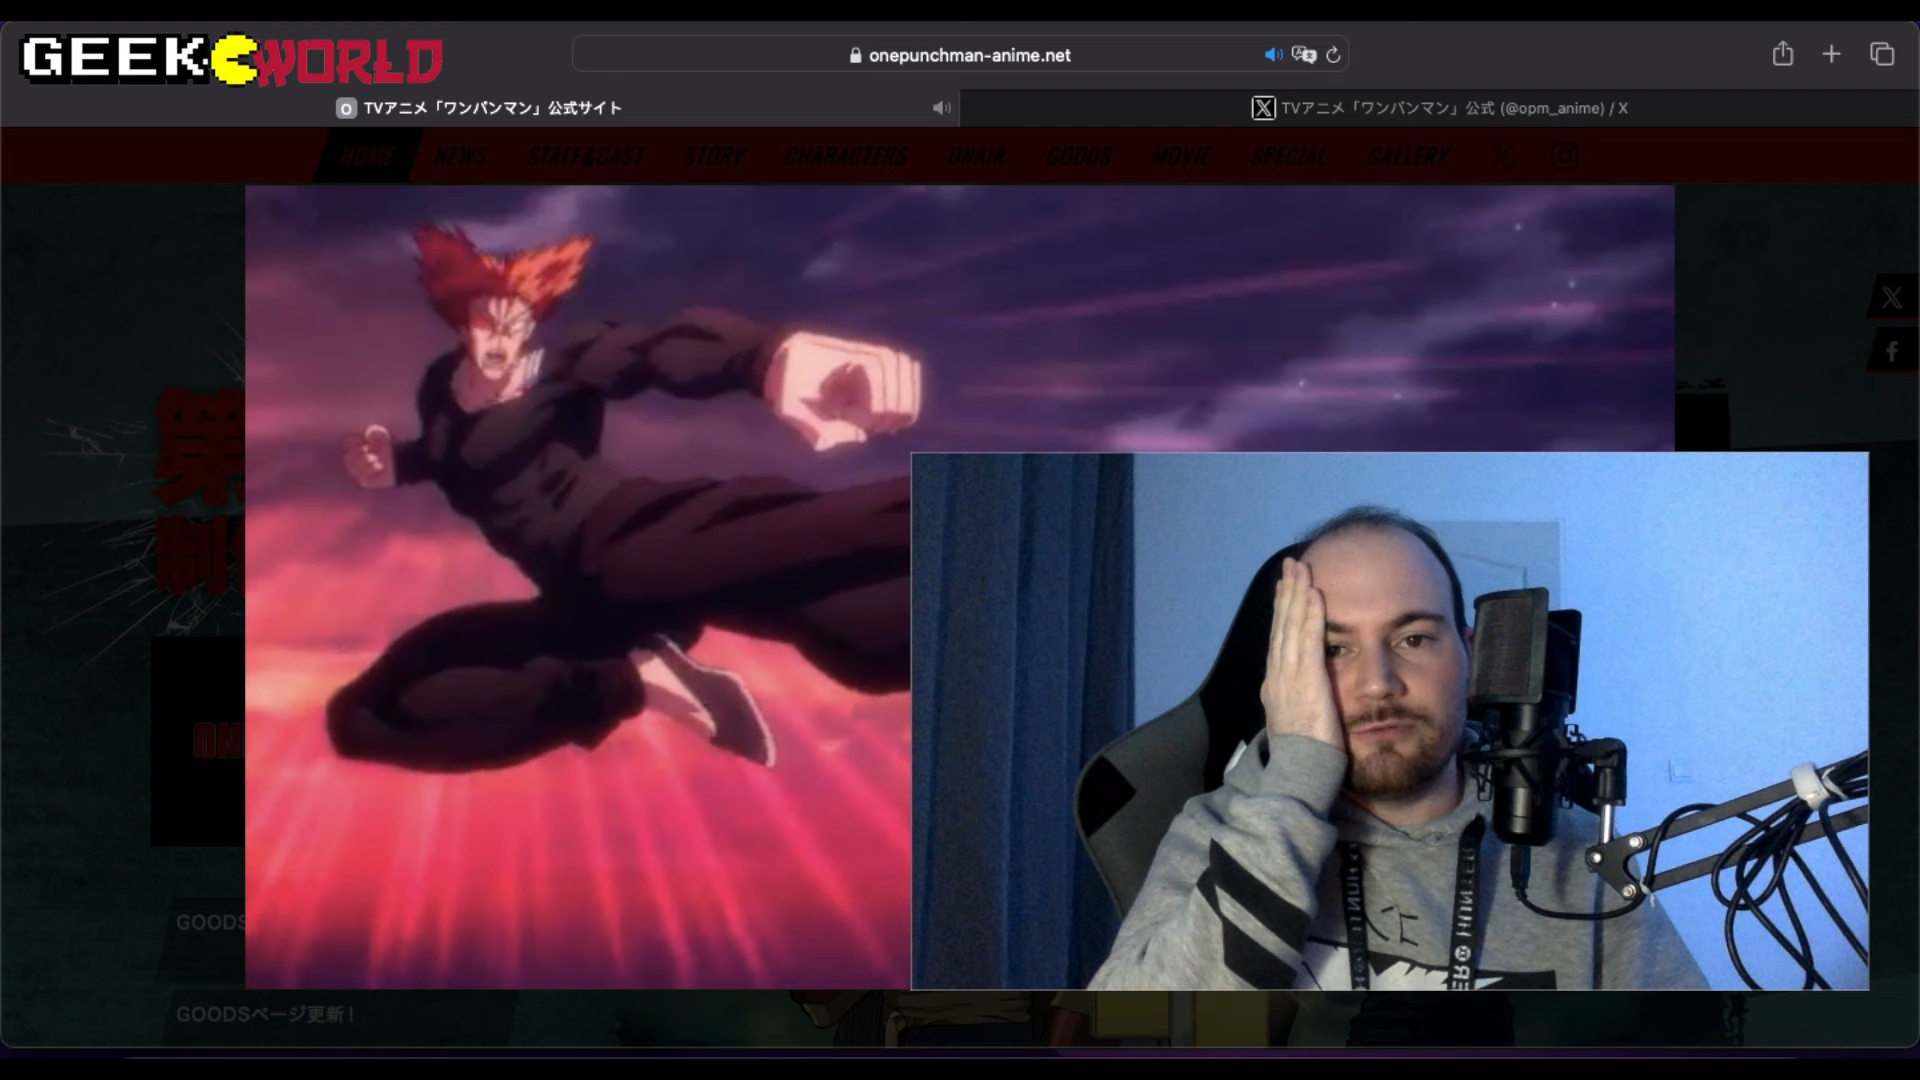 GEEK WORLD
onepunchman-anime.net
TVアニメ「ワンパンマン」公式サイト
TVアニメ「ワンパンマン」公式 (@opm_anime) / X
HOME NEWS STAFF&CAST STORY CHARACTERS ONAIR GOODS MOVIE SPECIAL GALLERY
第
制
ON
GOODS
GOODSページ更新！